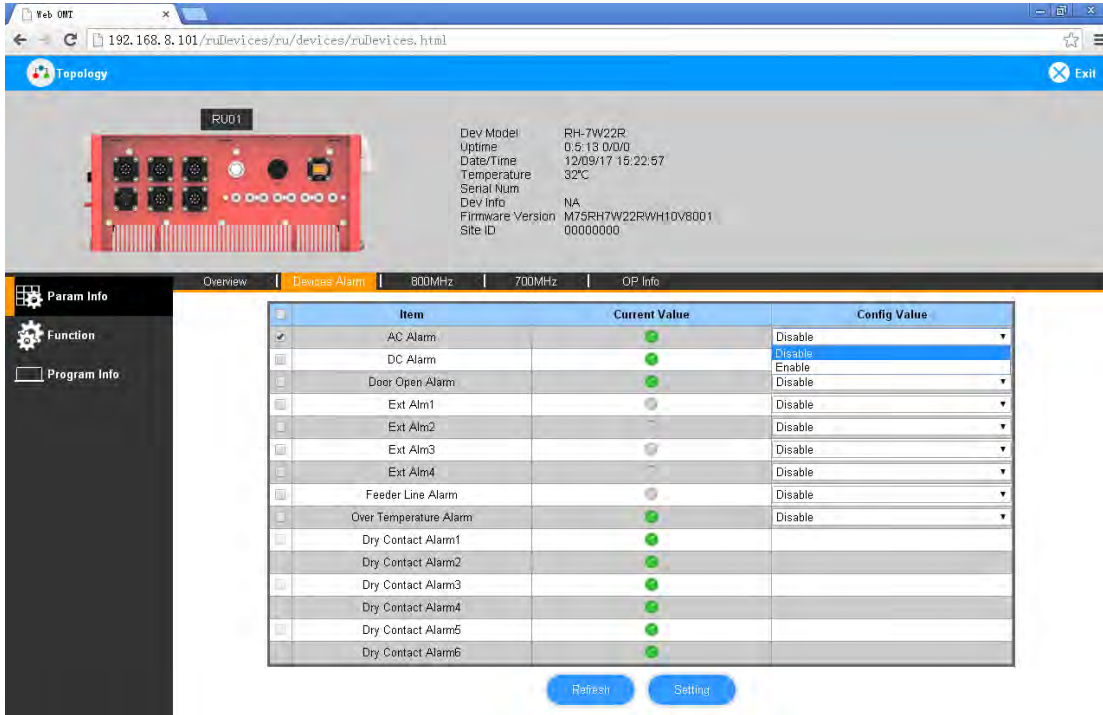 Web OMT
192.168.8.101/ruDevices/ru/devices/ruDevices.html
Topology
Exit
RU01
Dev Model RH-7W22R
Uptime 0:5:13 0/0/0
Date/Time 12/09/17 15:22:57
Temperature 32℃
Serial Num
Dev Info NA
Firmware Version M75RH7W22RWH10V8001
Site ID 00000000
Param Info
Function
Program Info
Overview Devices Alarm 800MHz 700MHz OP Info
Item Current Value Config Value
AC Alarm Disable
Disable
Enable
DC Alarm
Door Open Alarm Disable
Ext Alm1 Disable
Ext Alm2 Disable
Ext Alm3 Disable
Ext Alm4 Disable
Feeder Line Alarm Disable
Over Temperature Alarm Disable
Dry Contact Alarm1
Dry Contact Alarm2
Dry Contact Alarm3
Dry Contact Alarm4
Dry Contact Alarm5
Dry Contact Alarm6
Refresh Setting